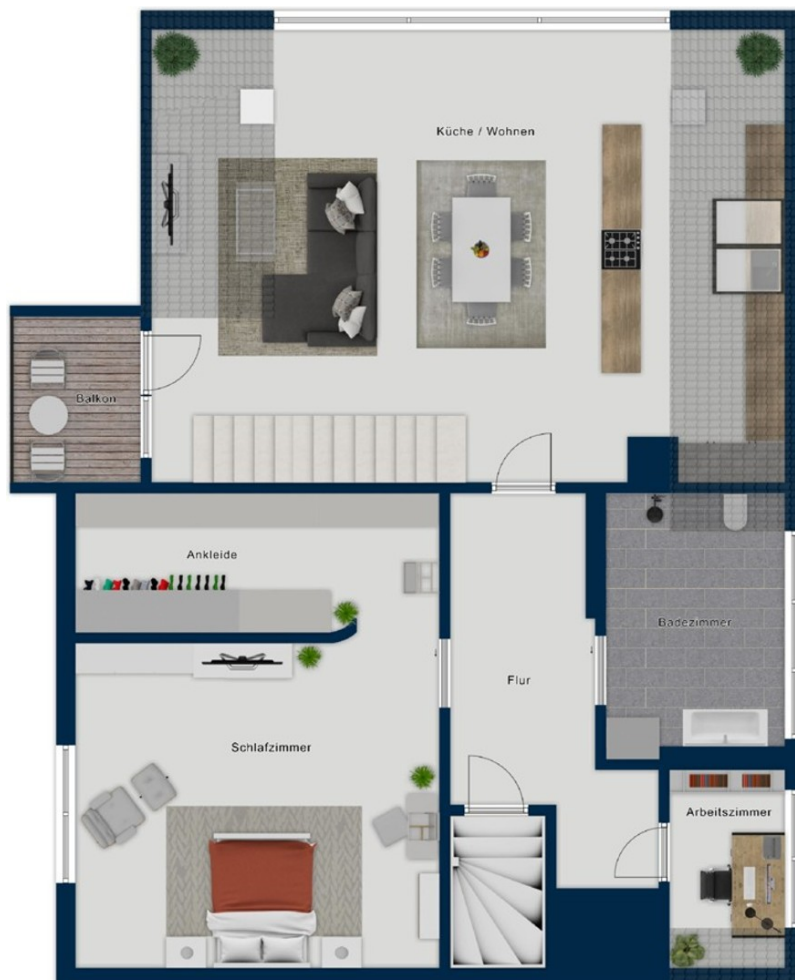 Küche / Wohnen
Balkon
Ankleide
Badezimmer
Flur
Schlafzimmer
Arbeitszimmer